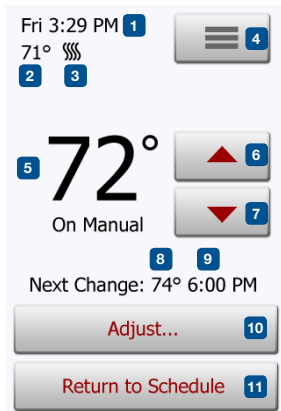 Fri 3:29 PM 1
71°
2 3
4
5 72° 6
On Manual 7
8 9
Next Change: 74° 6:00 PM
Adjust... 10
Return to Schedule 11